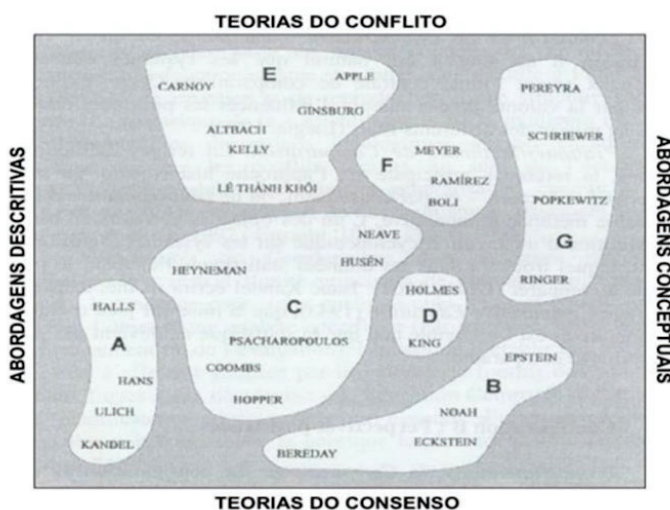 TEORIAS DO CONFLITO
ABORDAGENS DESCRITIVAS
ABORDAGENS CONCEPTUAIS
E
CARNOY
APPLE
GINSBURG
ALTBACH
KELLY
LÊ THÀNH KHÔI
F
MEYER
RAMÍREZ
BOLI
PEREYRA
SCHRIEWER
POPKEWITZ
G
RINGER
NEAVE
HUSÉN
HEYNEMAN
C
PSACHAROPOULOS
COOMBS
HOPPER
HOLMES
D
KING
HALLS
A
HANS
ULICH
KANDEL
EPSTEIN
B
NOAH
ECKSTEIN
BEREDAY
TEORIAS DO CONSENSO